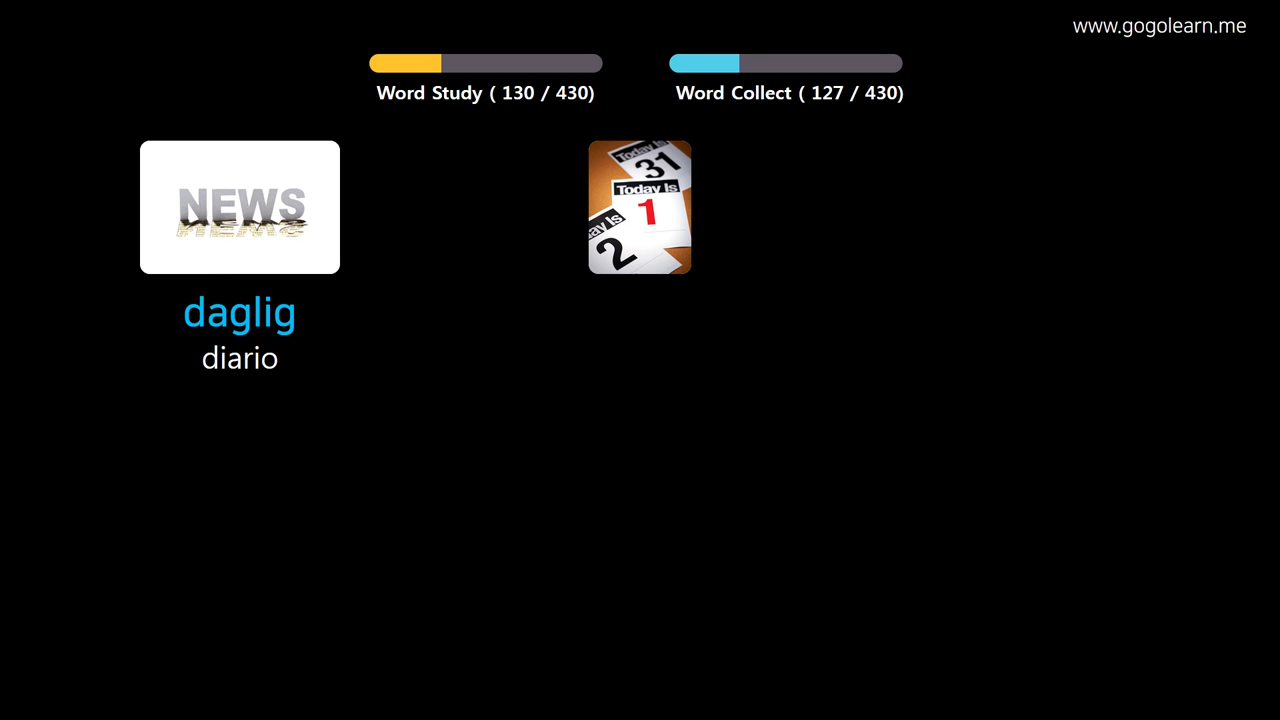 www.gogolearn.me
Word Study ( 130 / 430)
Word Collect ( 127 / 430)
NEWS
Today Is
31
Today Is
1
ay Is
2
daglig
diario